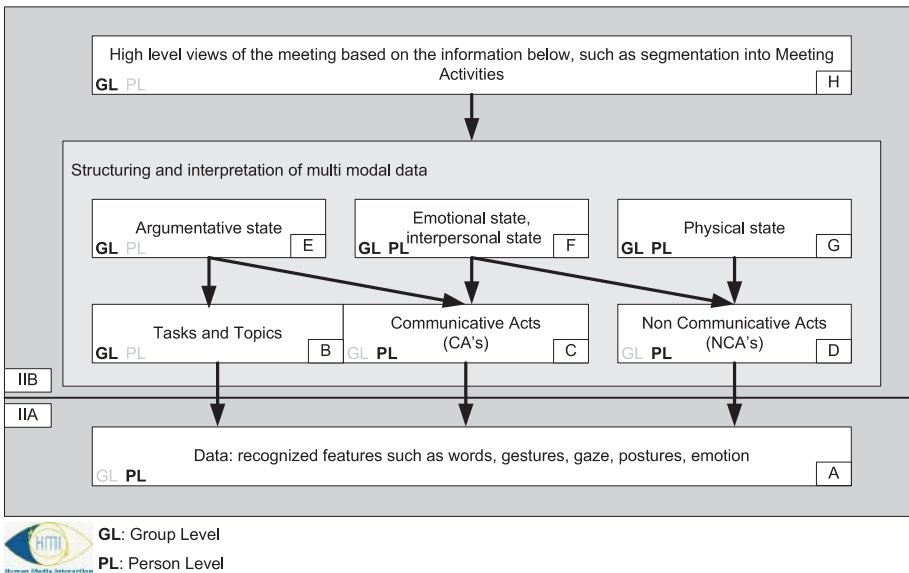 High level views of the meeting based on the information below, such as segmentation into Meeting
Activities
GL PL
H
Structuring and interpretation of multi modal data
Argumentative state
GL PL
E
Emotional state,
interpersonal state
GL PL
F
Physical state
GL PL
G
Tasks and Topics
GL PL
B
Communicative Acts
(CA's)
GL PL
C
Non Communicative Acts
(NCA's)
GL PL
D
IIB
IIA
Data: recognized features such as words, gestures, gaze, postures, emotion
GL PL
A
HMI
Human Media Interaction
GL: Group Level
PL: Person Level